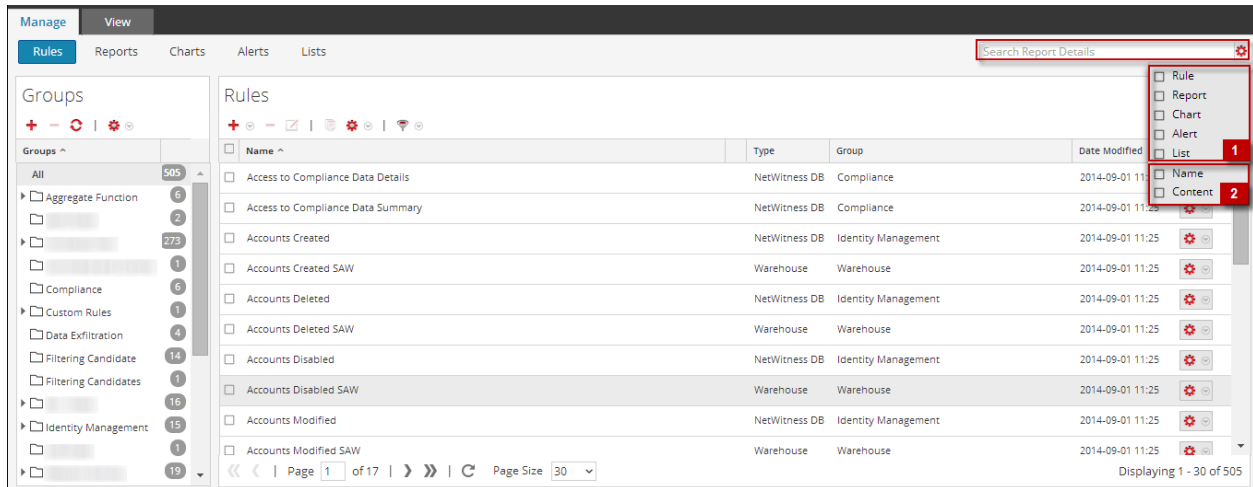 Manage View
Rules Reports Charts Alerts Lists Search Report Details
Rule
Report
Chart
Alert
List 1
Name
Content 2
Groups
Groups
All 505
Aggregate Function 6
2
273
1
Compliance 6
Custom Rules 1
Data Exfiltration 4
Filtering Candidate 14
Filtering Candidates 1
16
Identity Management 15
1
19
Rules
Name Type Group Date Modified
Access to Compliance Data Details NetWitness DB Compliance 2014-09-01 11:
Access to Compliance Data Summary NetWitness DB Compliance 2014-09-01 11:25
Accounts Created NetWitness DB Identity Management 2014-09-01 11:25
Accounts Created SAW Warehouse Warehouse 2014-09-01 11:25
Accounts Deleted NetWitness DB Identity Management 2014-09-01 11:25
Accounts Deleted SAW Warehouse Warehouse 2014-09-01 11:25
Accounts Disabled NetWitness DB Identity Management 2014-09-01 11:25
Accounts Disabled SAW Warehouse Warehouse 2014-09-01 11:25
Accounts Modified NetWitness DB Identity Management 2014-09-01 11:25
Accounts Modified SAW Warehouse Warehouse 2014-09-01 11:25
Page 1 of 17 Page Size 30 Displaying 1 - 30 of 505